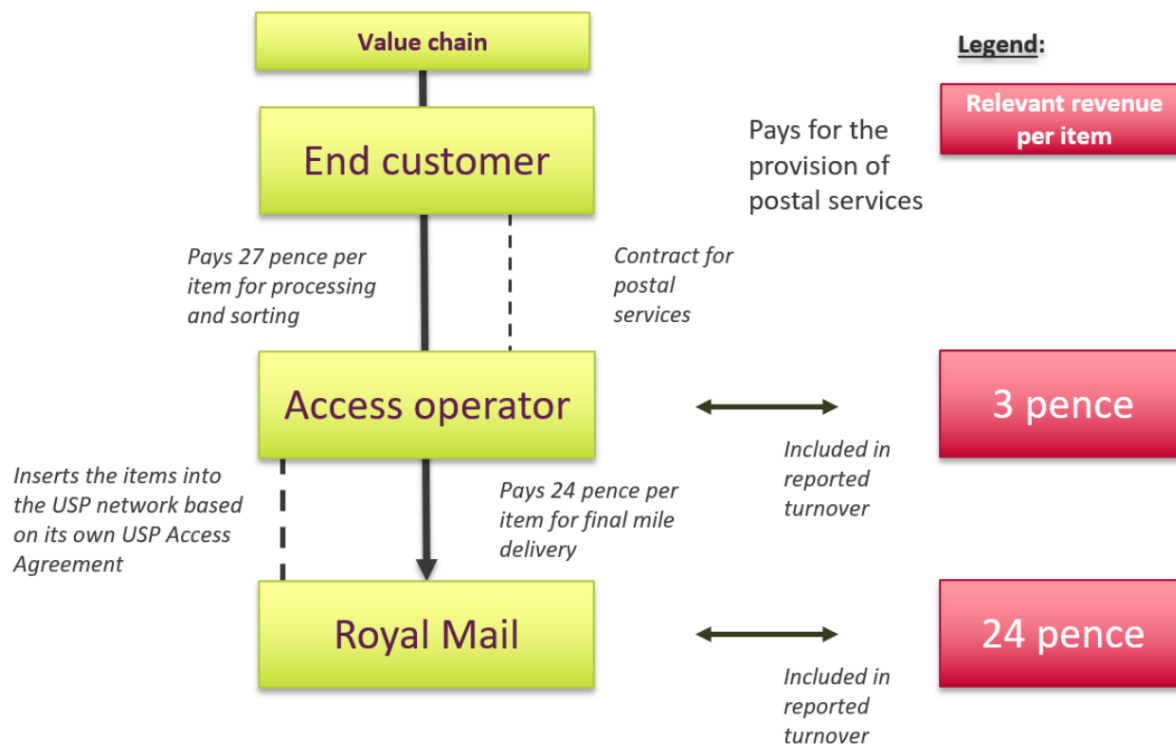 Value chain
Legend:
Relevant revenue
per item
End customer
Pays for the
provision of
postal services
Pays 27 pence per
item for processing
and sorting
Contract for
postal
services
Access operator
3 pence
Included in
reported
turnover
Inserts the items into
the USP network based
on its own USP Access
Agreement
Pays 24 pence per
item for final mile
delivery
Royal Mail
24 pence
Included in
reported
turnover